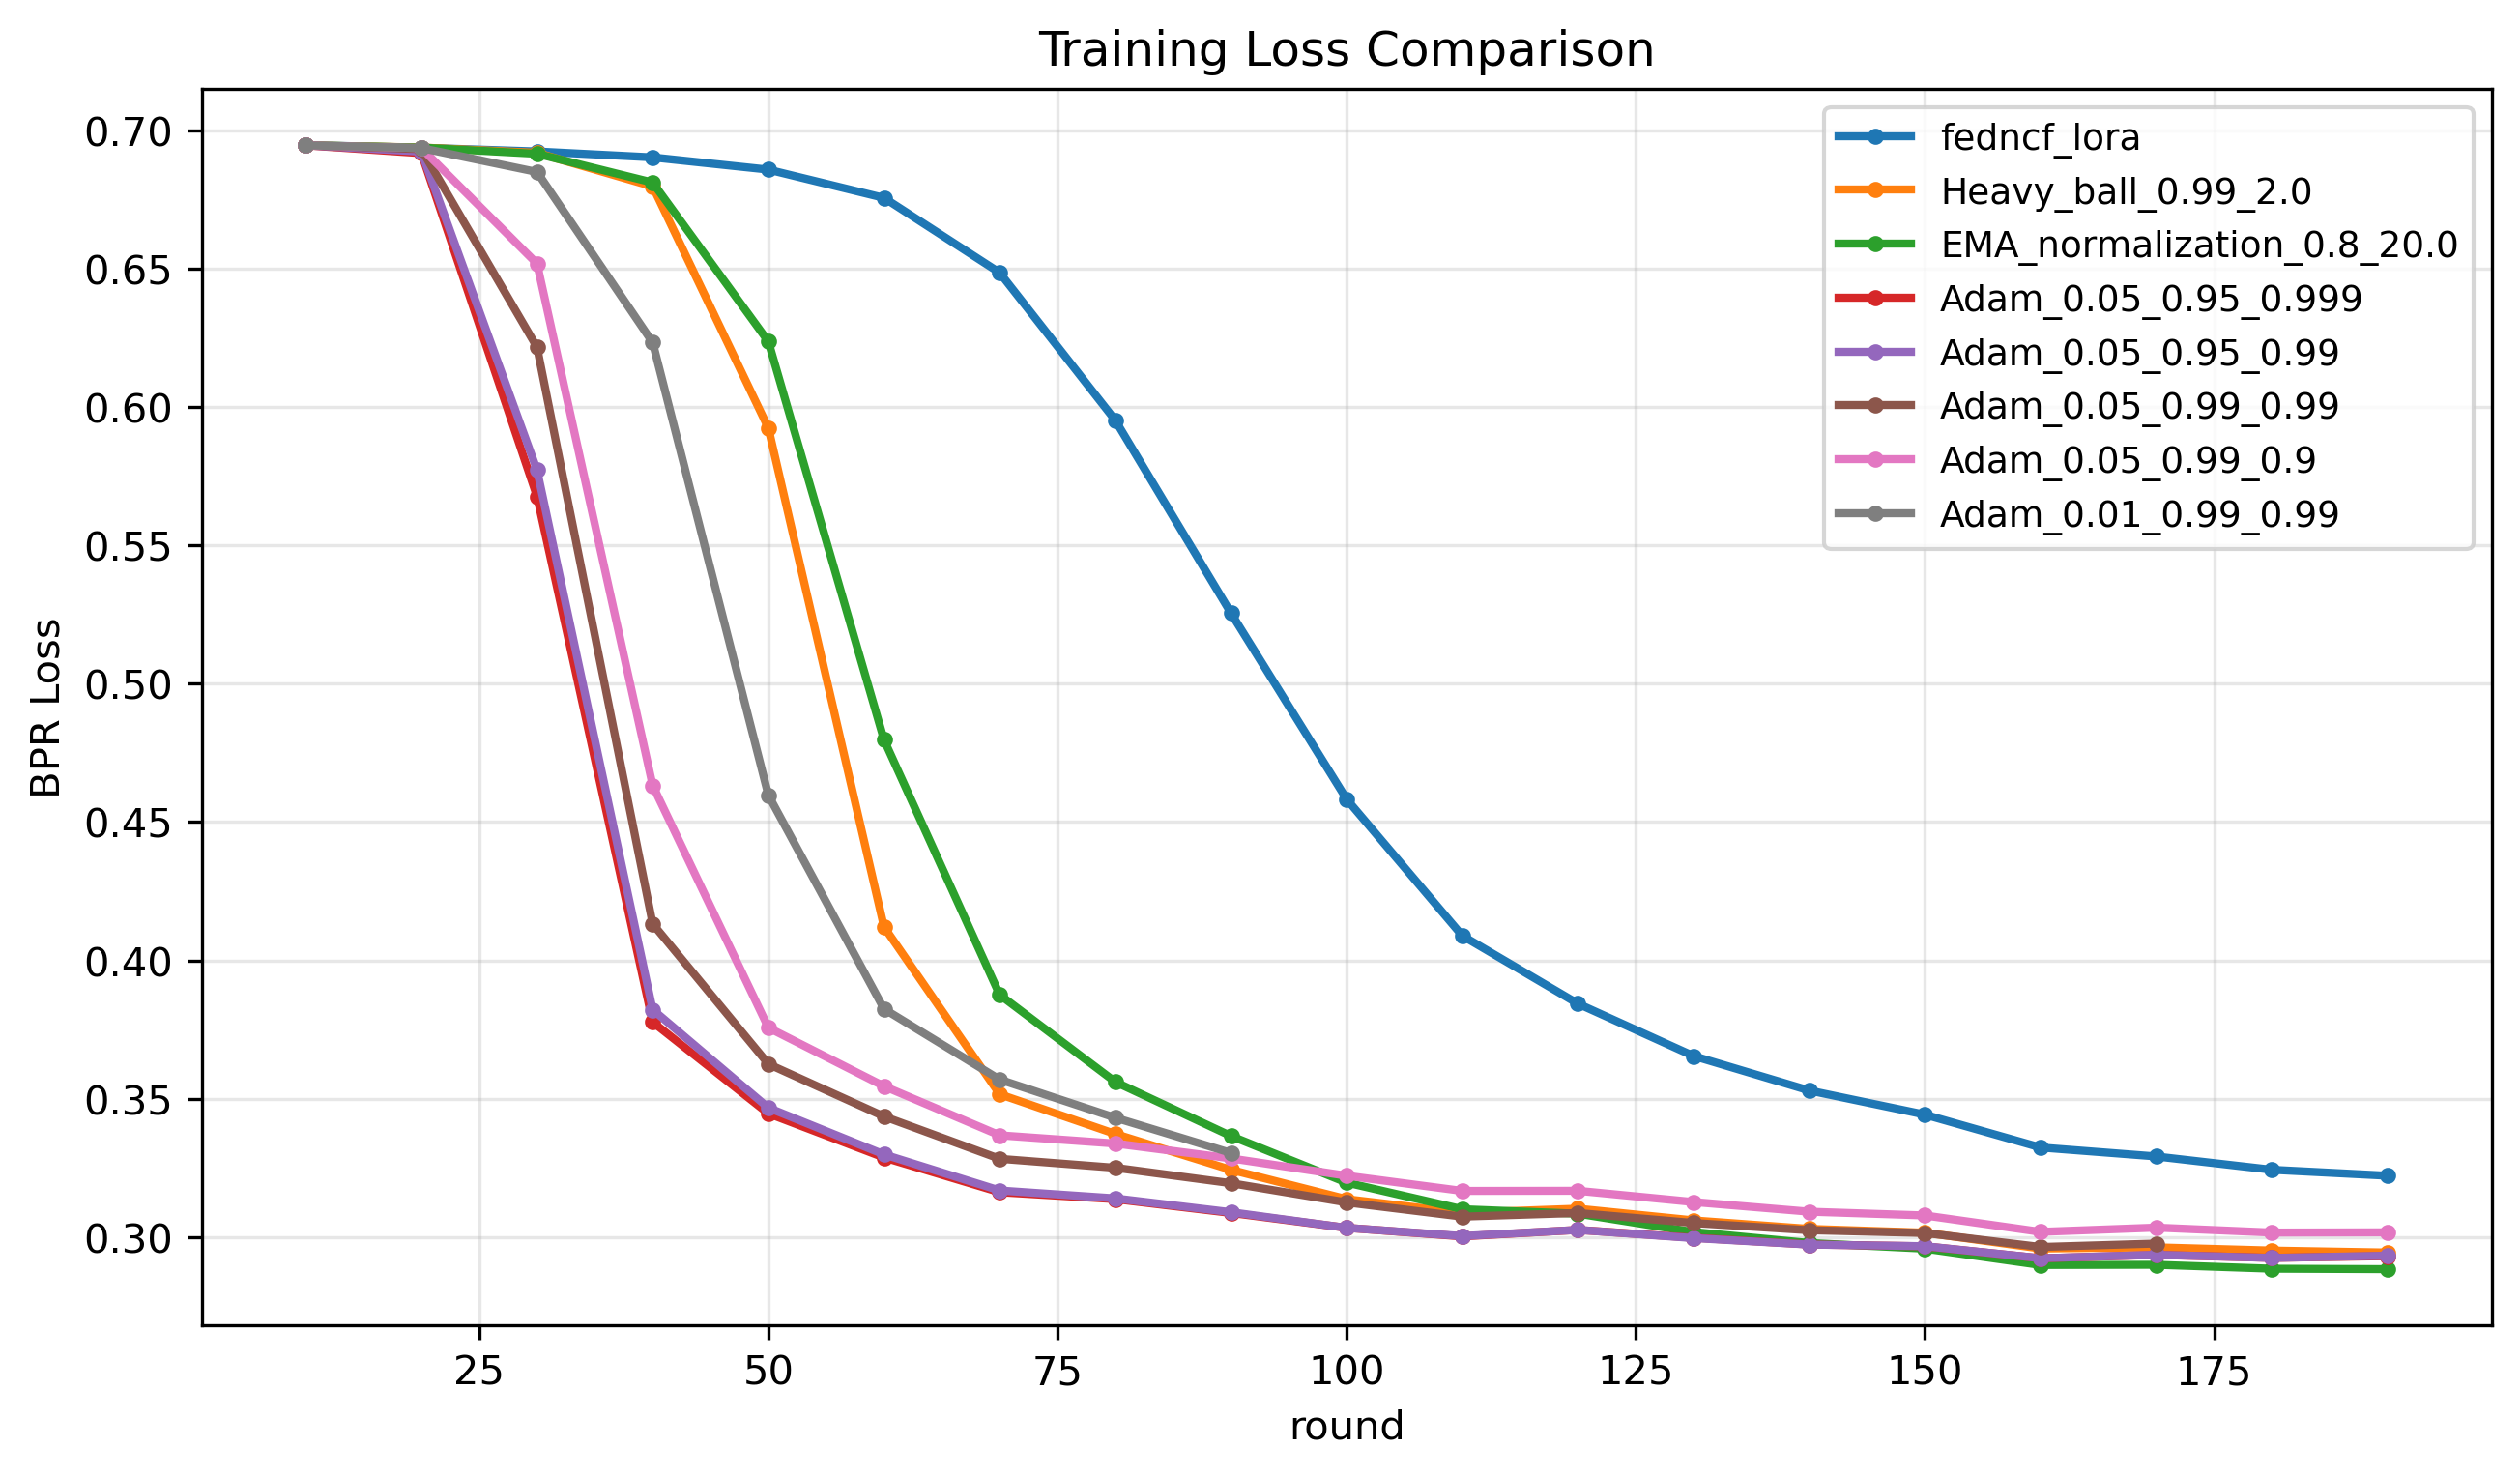 Training Loss Comparison
0.70
0.65
0.60
0.55
0.50
0.45
0.40
0.35
0.30
BPR Loss
fedncf_lora
Heavy_ball_0.99_2.0
EMA_normalization_0.8_20.0
Adam_0.05_0.95_0.999
Adam_0.05_0.95_0.99
Adam_0.05_0.99_0.99
Adam_0.05_0.99_0.9
Adam_0.01_0.99_0.99
25 50 75 100 125 150 175
round